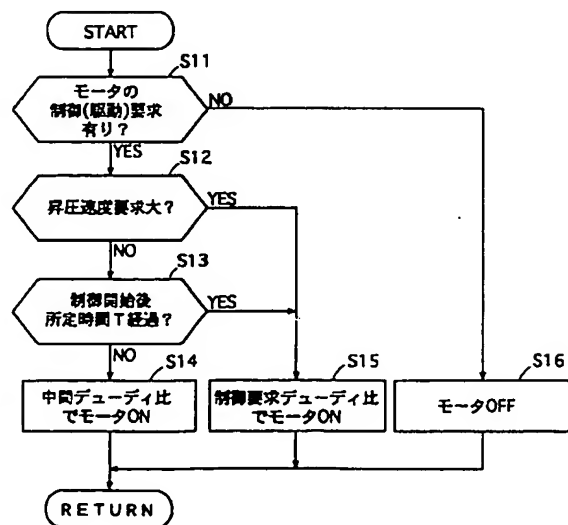 START
S11
モータの
制御(駆動)要求
有り?
NO
YES
S12
昇圧速度要求大?
YES
NO
S13
制御開始後
所定時間T経過?
YES
NO
S14
中間デューディ比
でモータON
S15
制御要求デューディ比
でモータON
S16
モータOFF
RETURN